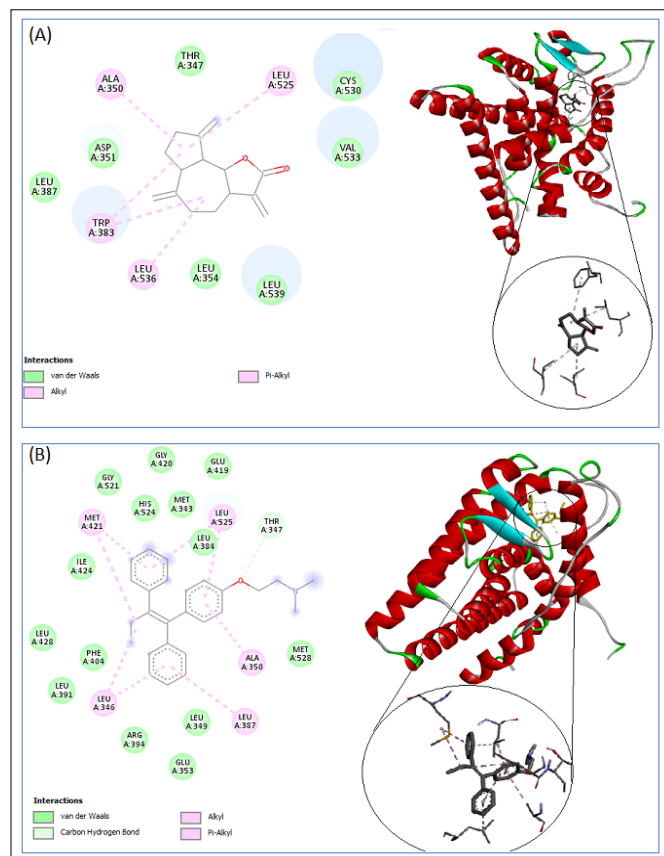 (A)
THR
A:347
ALA
A:350
LEU
A:525
CYS
A:530
ASP
A:351
VAL
A:533
LEU
A:387
TRP
A:383
LEU
A:536
LEU
A:354
LEU
A:539
O
O
Interactions
van der Waals
Alkyl
Pi-Alkyl
(B)
GLY
A:420
GLU
A:419
GLY
A:521
HIS
A:524
MET
A:343
MET
A:421
LEU
A:525
THR
A:347
LEU
A:384
ILE
A:424
O
N
LEU
A:428
PHE
A:404
ALA
A:350
MET
A:528
LEU
A:391
LEU
A:346
LEU
A:349
LEU
A:387
ARG
A:394
GLU
A:353
Interactions
van der Waals
Carbon Hydrogen Bond
Alkyl
Pi-Alkyl